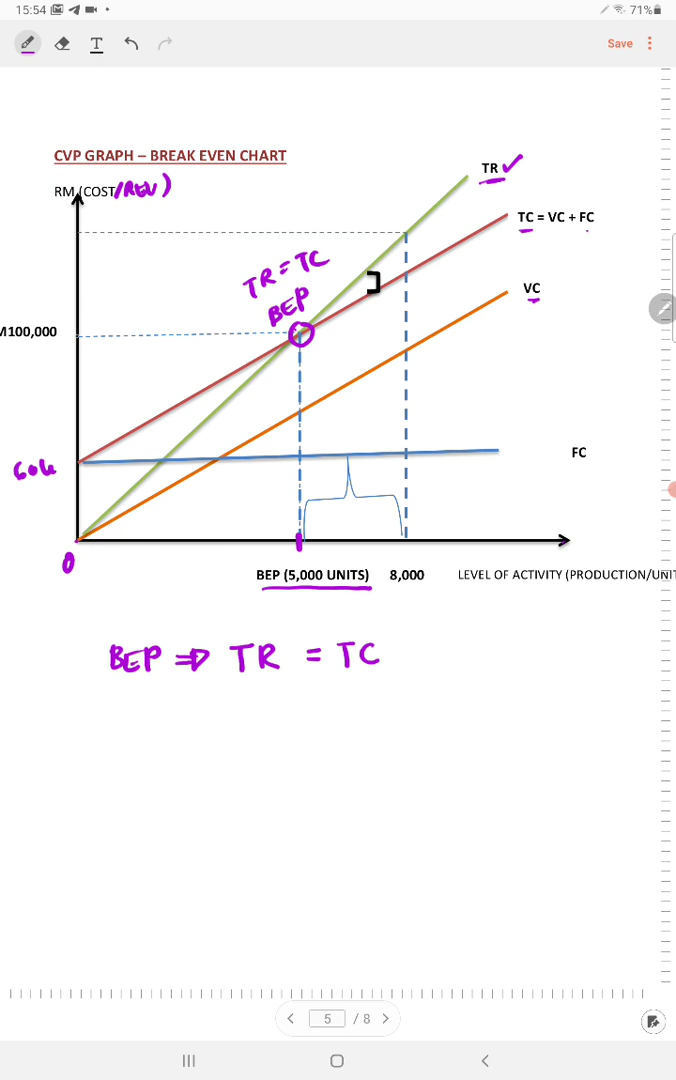 15:54 71%
T Save
CVP GRAPH – BREAK EVEN CHART
TR
RM (COST/REV)
TC = VC + FC
TR = TC
BEP
VC
M100,000
60k
FC
0
BEP (5,000 UNITS) 8,000 LEVEL OF ACTIVITY (PRODUCTION/UNIT
BEP ⇒ TR = TC
5 / 8